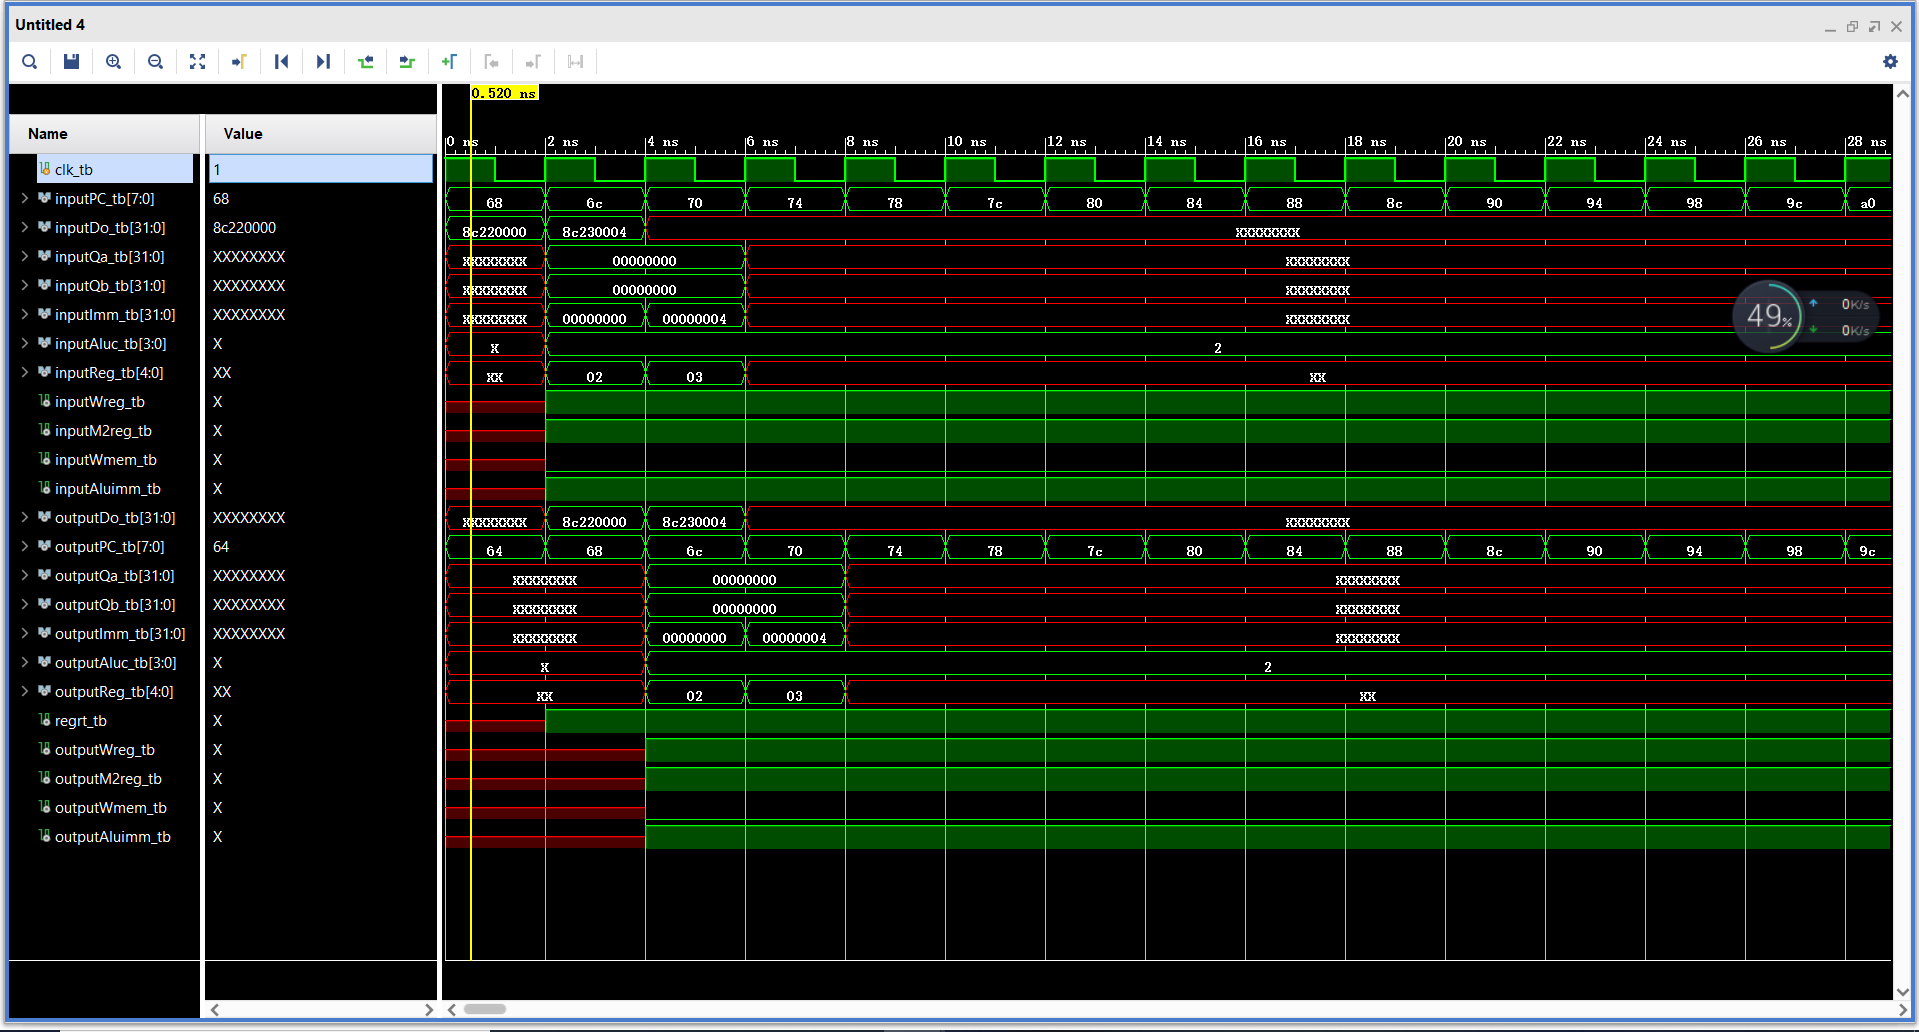 Untitled 4
0.520 ns
Name Value
0 ns 2 ns 4 ns 6 ns 8 ns 10 ns 12 ns 14 ns 16 ns 18 ns 20 ns 22 ns 24 ns 26 ns 28 ns
clk_tb 1
inputPC_tb[7:0] 68 68 6c 70 74 78 7c 80 84 88 8c 90 94 98 9c a0
inputDo_tb[31:0] 8c220000 8c220000 8c230004 XXXXXXXX
inputQa_tb[31:0] XXXXXXXX XXXXXXXX 00000000 XXXXXXXX
inputQb_tb[31:0] XXXXXXXX XXXXXXXX 00000000 XXXXXXXX
inputImm_tb[31:0] XXXXXXXX XXXXXXXX 00000000 00000004 XXXXXXXX
49% 0K/s
0K/s
inputAluc_tb[3:0] X X 2
inputReg_tb[4:0] XX XX 02 03 XX
inputWreg_tb X
inputM2reg_tb X
inputWmem_tb X
inputAluimm_tb X
outputDo_tb[31:0] XXXXXXXX XXXXXXXX 8c220000 8c230004 XXXXXXXX
outputPC_tb[7:0] 64 64 68 6c 70 74 78 7c 80 84 88 8c 90 94 98 9c
outputQa_tb[31:0] XXXXXXXX XXXXXXXX 00000000 XXXXXXXX
outputQb_tb[31:0] XXXXXXXX XXXXXXXX 00000000 XXXXXXXX
outputImm_tb[31:0] XXXXXXXX XXXXXXXX 00000000 00000004 XXXXXXXX
outputAluc_tb[3:0] X X 2
outputReg_tb[4:0] XX XX 02 03 XX
regrt_tb X
outputWreg_tb X
outputM2reg_tb X
outputWmem_tb X
outputAluimm_tb X